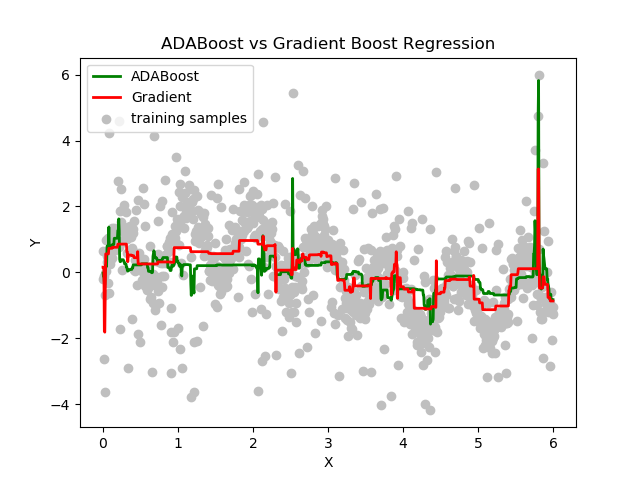 ADABoost vs Gradient Boost Regression
ADABoost
Gradient
training samples
6
4
2
0
−2
−4
Y
0
1
2
3
4
5
6
X